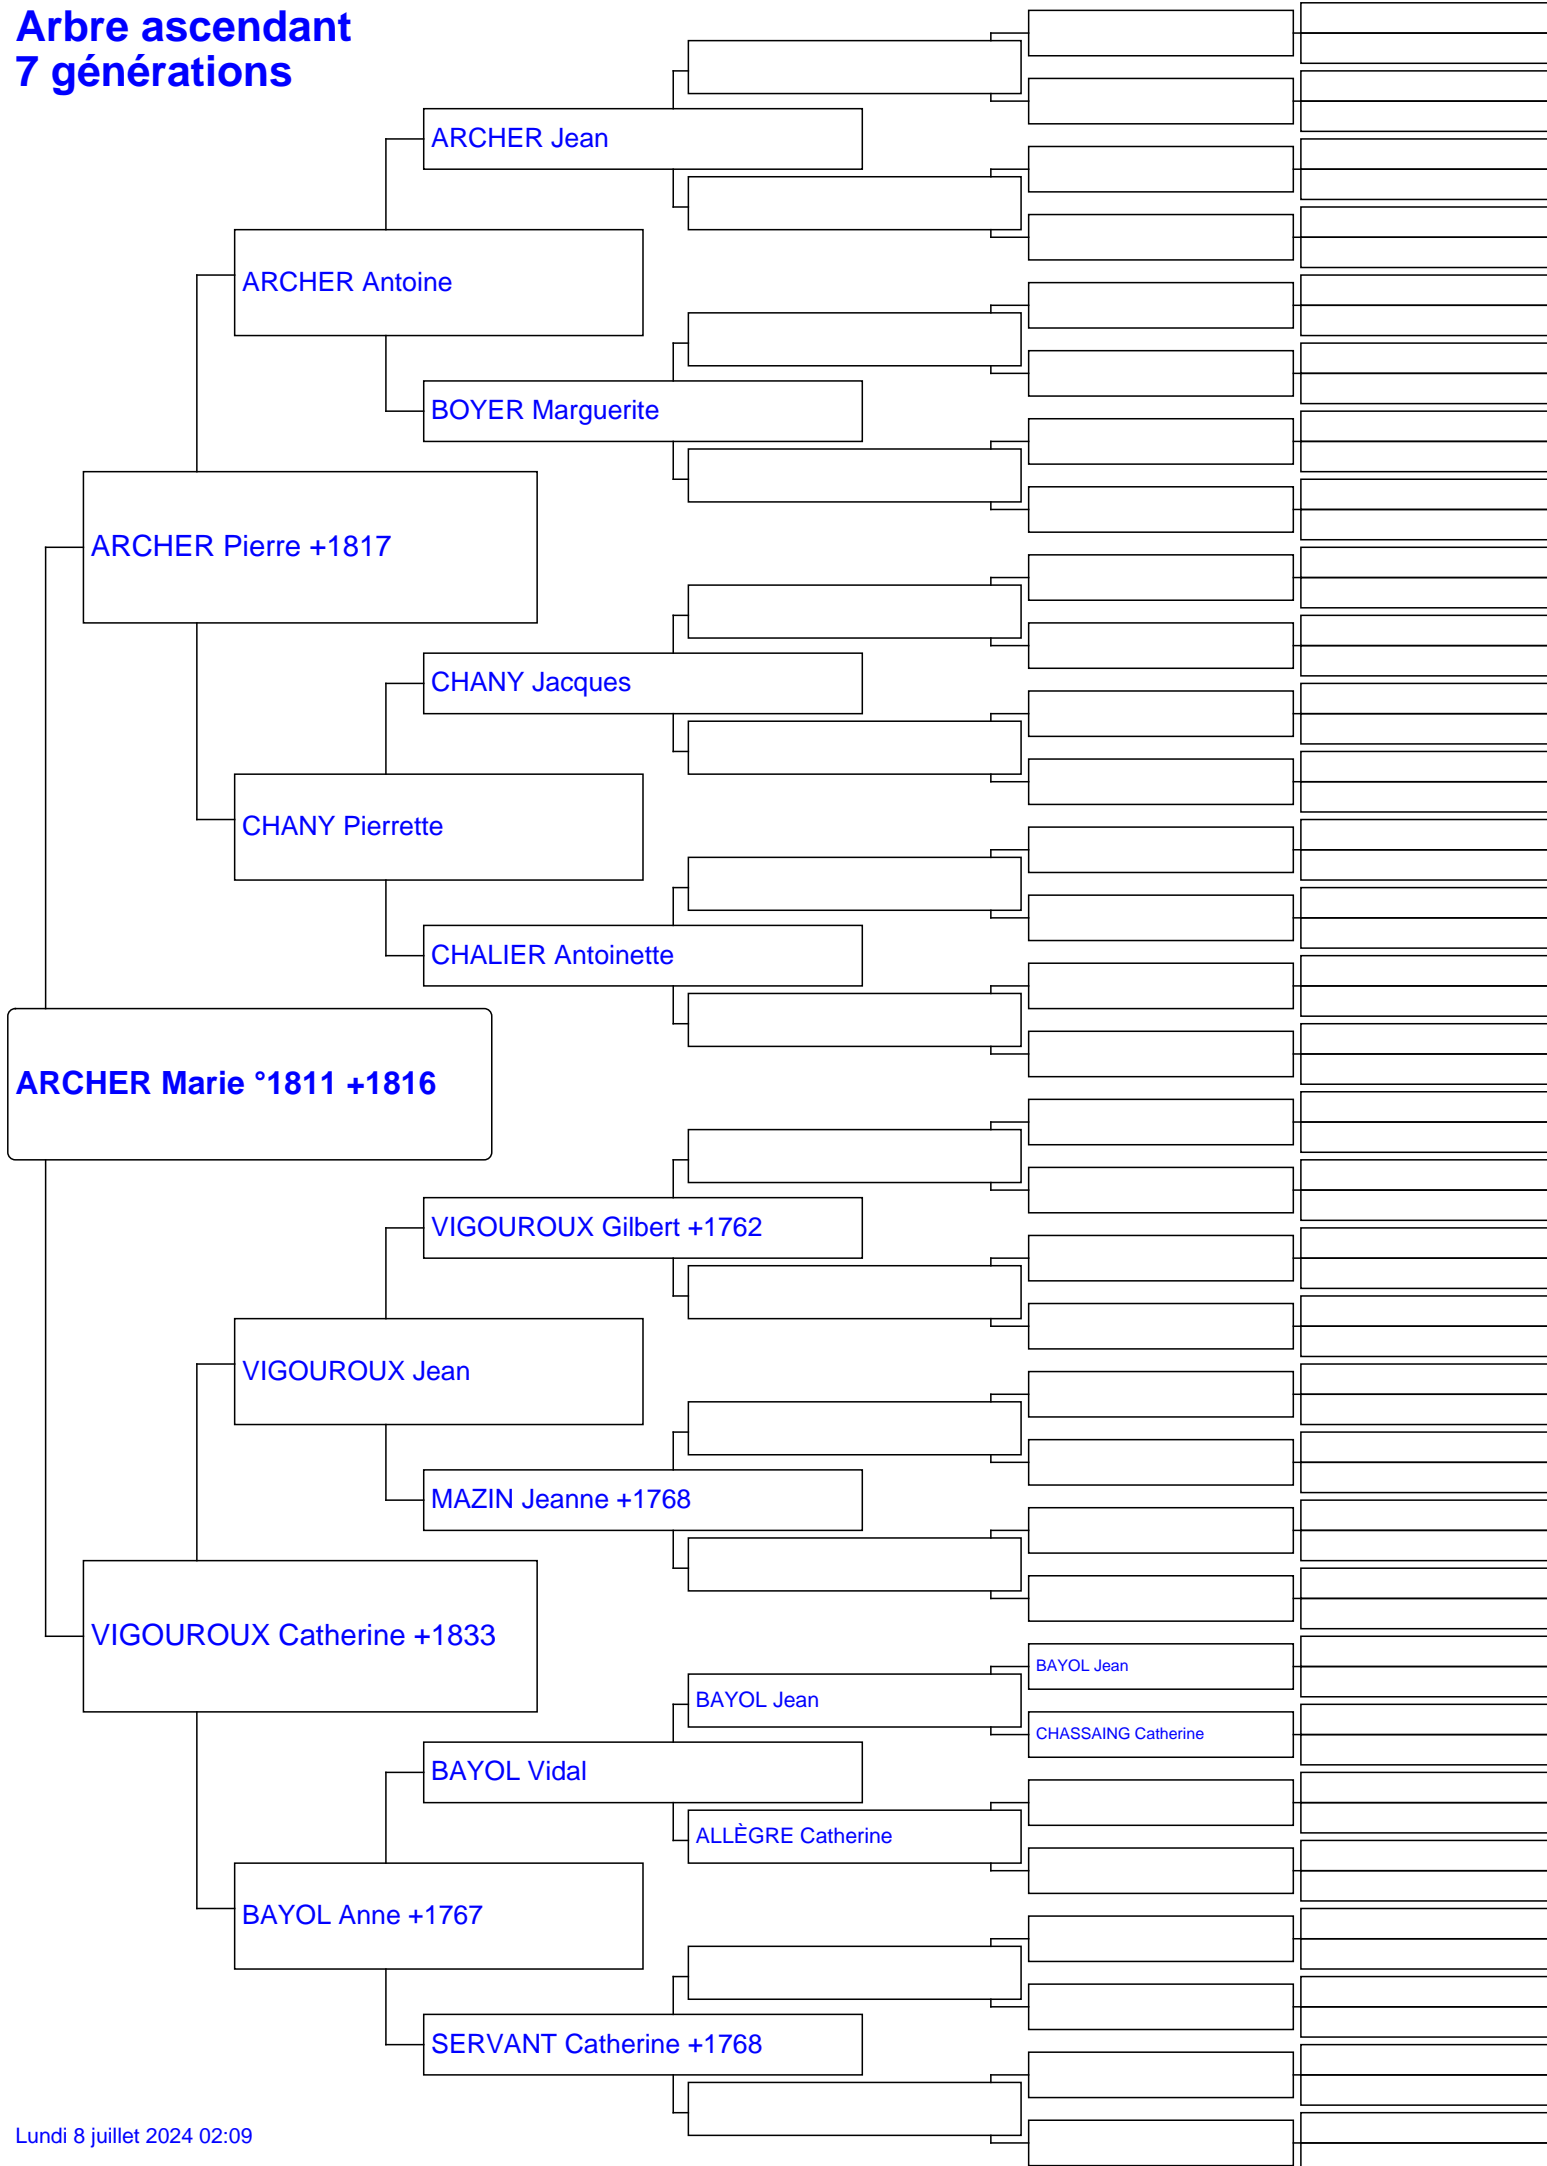 Arbre ascendant
7 générations
ARCHER Jean
ARCHER Antoine
BOYER Marguerite
ARCHER Pierre +1817
CHANY Jacques
CHANY Pierrette
CHALIER Antoinette
ARCHER Marie °1811 +1816
VIGOUROUX Gilbert +1762
VIGOUROUX Jean
MAZIN Jeanne +1768
VIGOUROUX Catherine +1833
BAYOL Jean
BAYOL Jean
CHASSAING Catherine
BAYOL Vidal
ALLÈGRE Catherine
BAYOL Anne +1767
SERVANT Catherine +1768
Lundi 8 juillet 2024 02:09